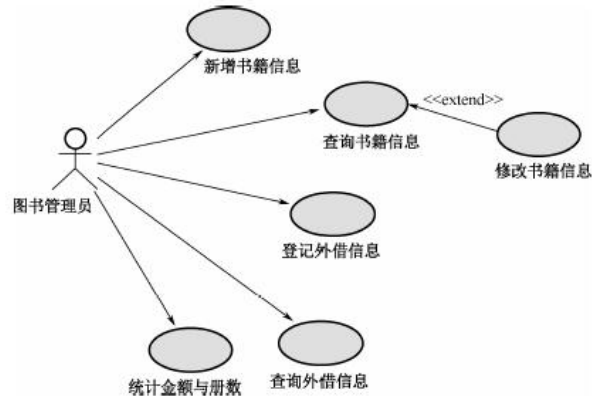 新增书籍信息
<<extend>>
查询书籍信息
修改书籍信息
图书管理员
登记外借信息
统计金额与册数
查询外借信息